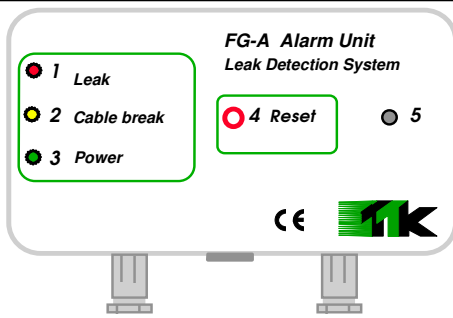 FG-A Alarm Unit
Leak Detection System
1 Leak
2 Cable break
3 Power
4 Reset
5
CE
TTK